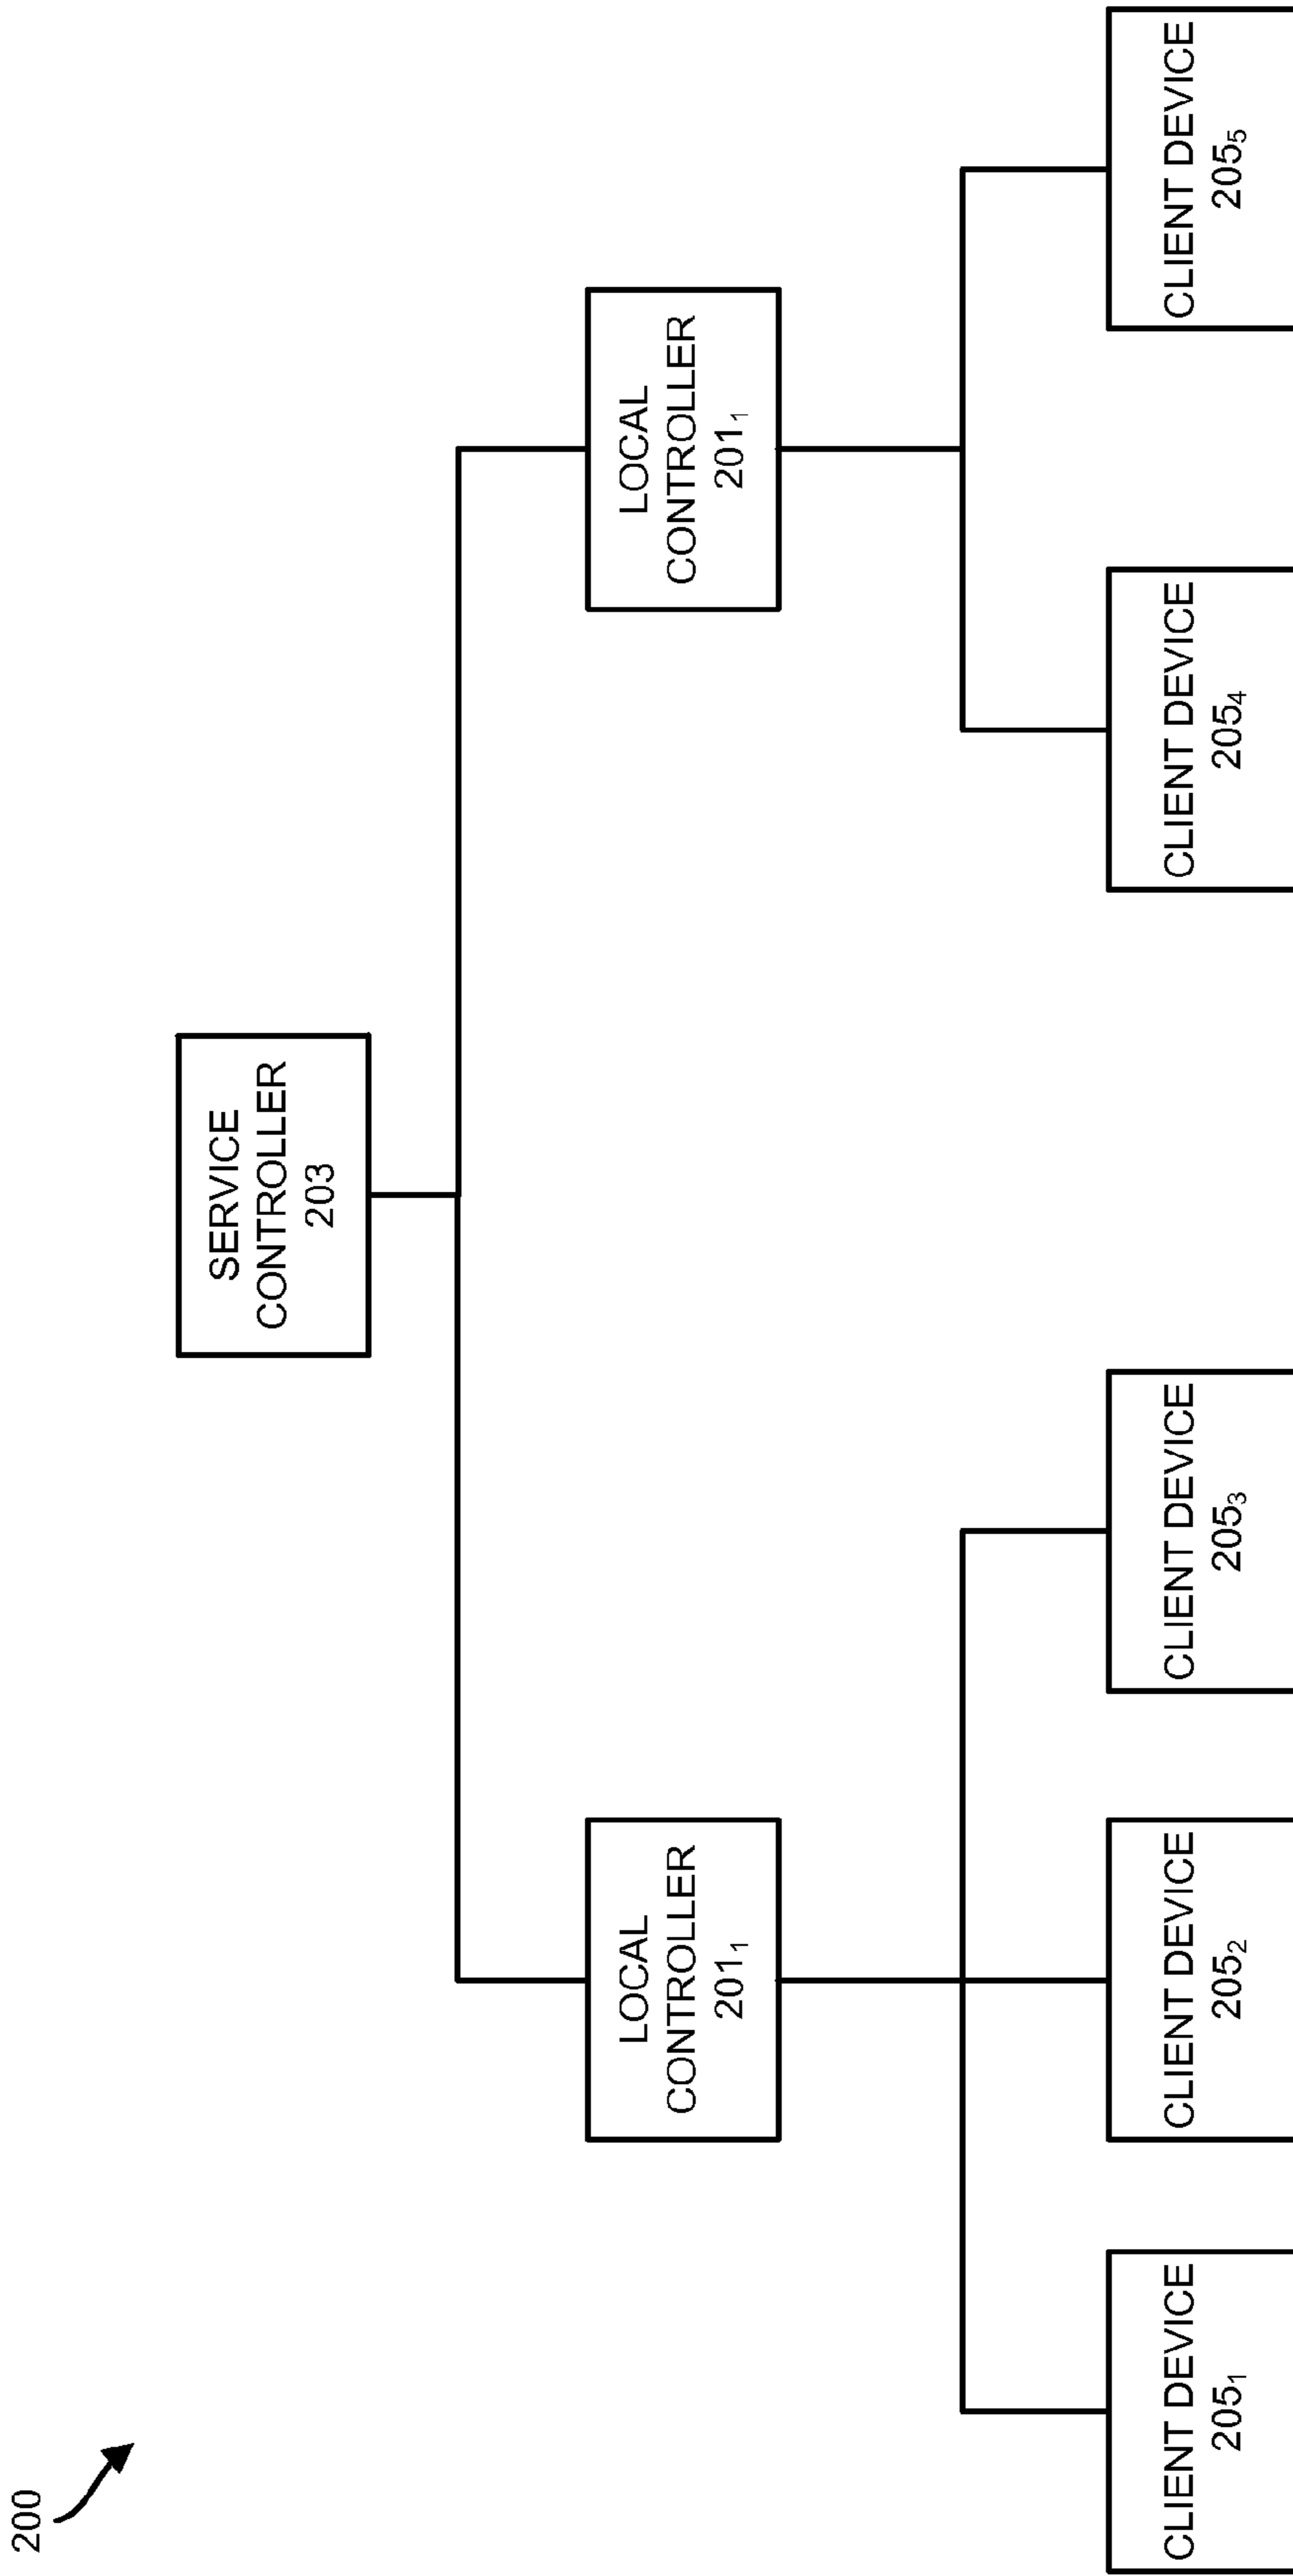 200
SERVICE
CONTROLLER
203
LOCAL
CONTROLLER
201₁
LOCAL
CONTROLLER
201₁
CLIENT DEVICE
205₁
CLIENT DEVICE
205₂
CLIENT DEVICE
205₃
CLIENT DEVICE
205₄
CLIENT DEVICE
205₅